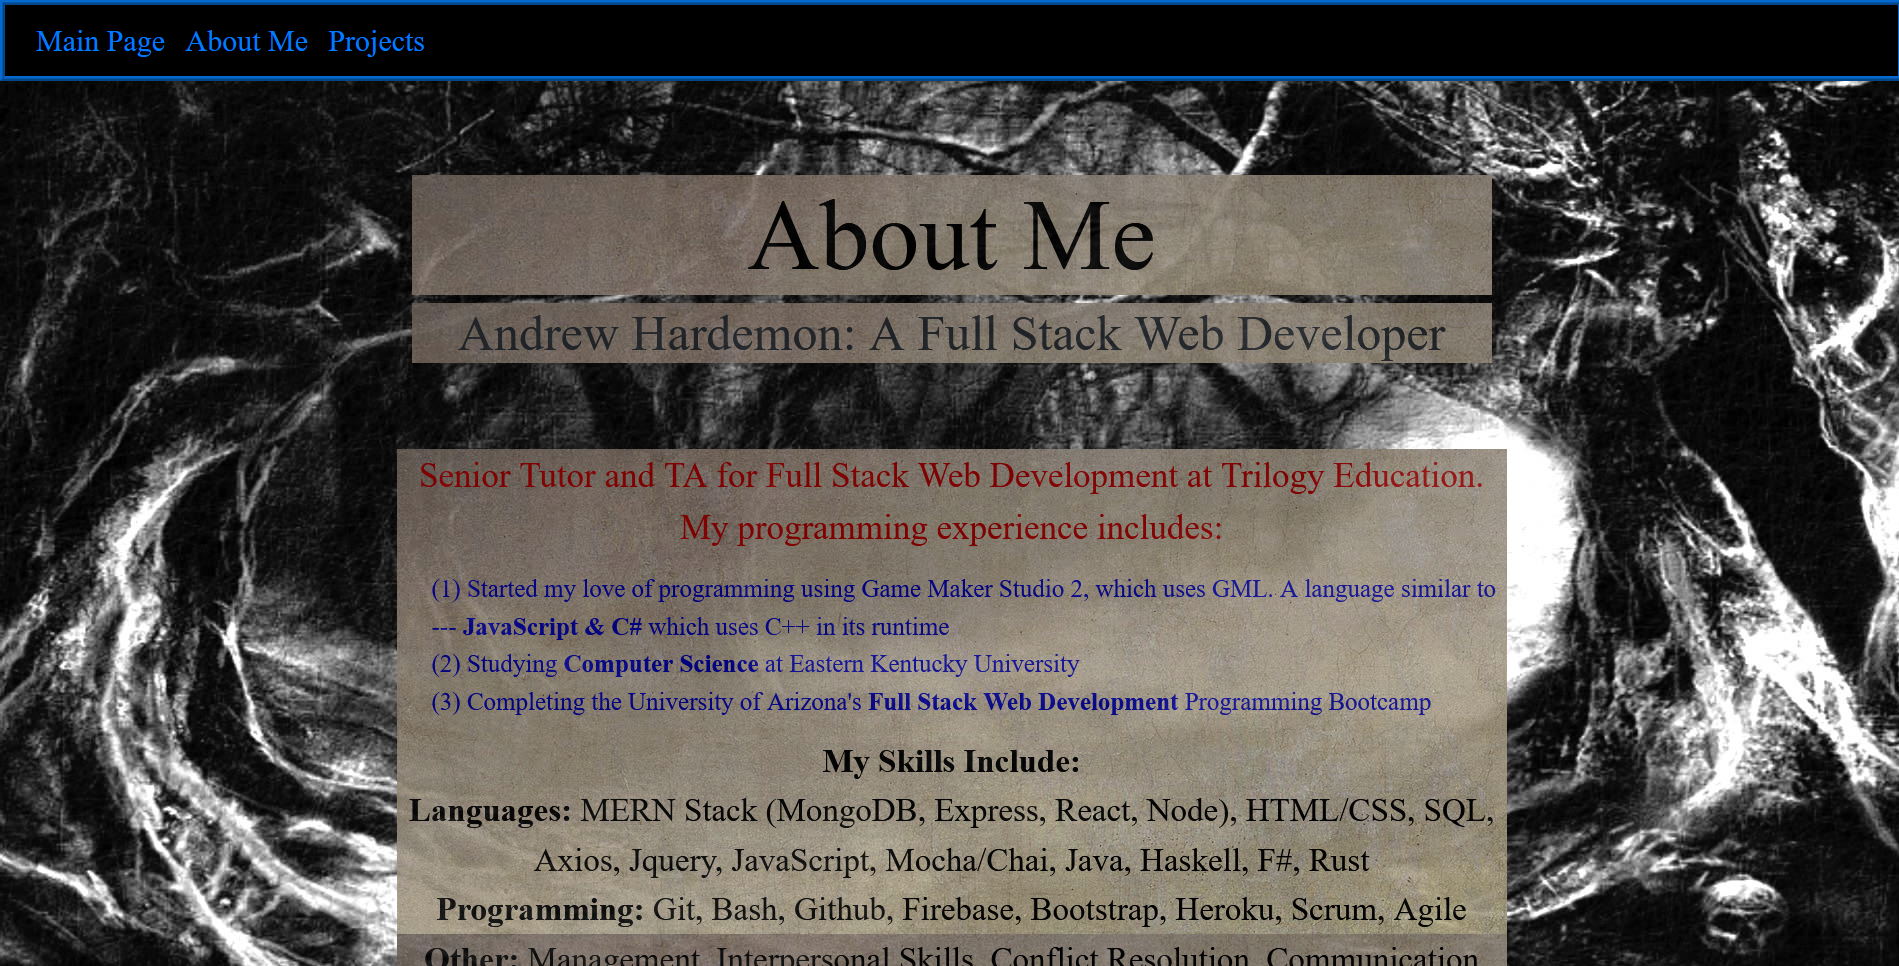 Main Page About Me Projects
About Me
Andrew Hardemon: A Full Stack Web Developer
Senior Tutor and TA for Full Stack Web Development at Trilogy Education.
My programming experience includes:
(1) Started my love of programming using Game Maker Studio 2, which uses GML. A language similar to
--- JavaScript & C# which uses C++ in its runtime
(2) Studying Computer Science at Eastern Kentucky University
(3) Completing the University of Arizona's Full Stack Web Development Programming Bootcamp
My Skills Include:
Languages: MERN Stack (MongoDB, Express, React, Node), HTML/CSS, SQL,
Axios, Jquery, JavaScript, Mocha/Chai, Java, Haskell, F#, Rust
Programming: Git, Bash, Github, Firebase, Bootstrap, Heroku, Scrum, Agile
Other: Management, Interpersonal Skills, Conflict Resolution, Communication